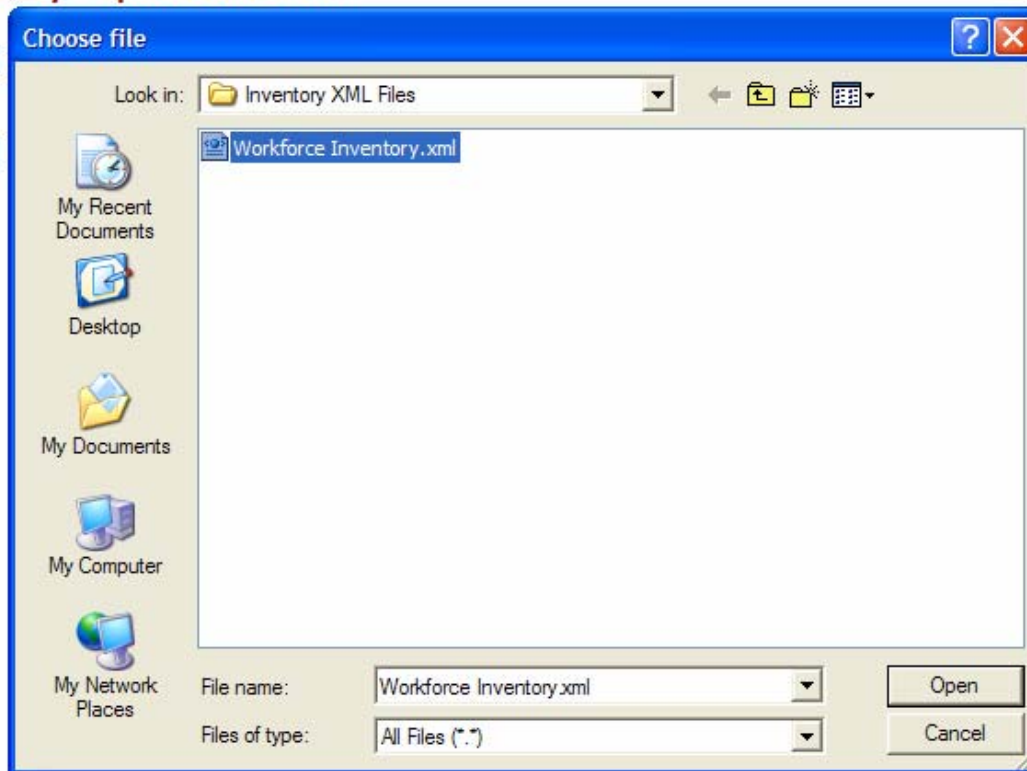 Choose file
Look in:
Inventory XML Files
Workforce Inventory.xml
My Recent
Documents
Desktop
My Documents
My Computer
My Network
Places
File name:
Workforce Inventory.xml
Open
Files of type:
All Files (*.*)
Cancel